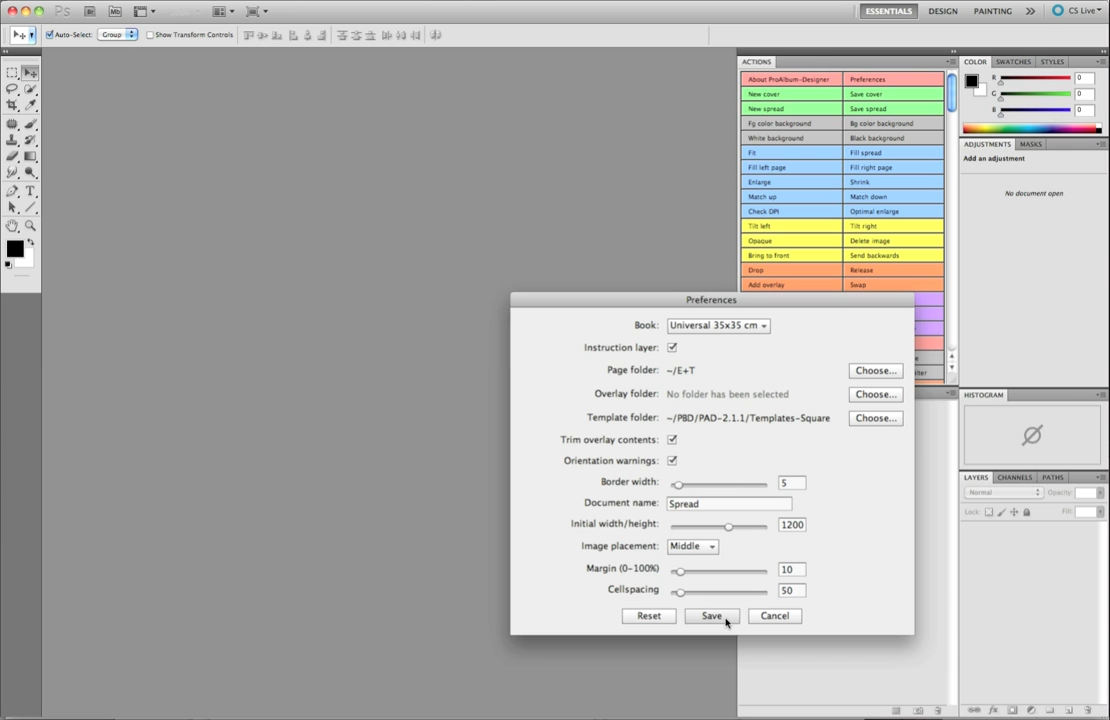 Ps Br Mb ESSENTIALS DESIGN PAINTING >> CS Live
Auto-Select: Group Show Transform Controls
ACTIONS
About ProAlbum-Designer Preferences
New cover Save cover
New spread Save spread
Fg color background Bg color background
White background Black background
Fit Fill spread
Fill left page Fill right page
Enlarge Shrink
Match up Match down
Check DPI Optimal enlarge
Tilt left Tilt right
Opaque Delete image
Bring to front Send backwards
Drop Release
Add overlay Swap
COLOR SWATCHES STYLES
R 0
G 0
B 0
ADJUSTMENTS MASKS
Add an adjustment
No document open
HISTOGRAM
LAYERS CHANNELS PATHS
Normal Opacity:
Lock: Fill:
Preferences
Book: Universal 35x35 cm
Instruction layer:
Page folder: ~/E+T Choose...
Overlay folder: No folder has been selected Choose...
Template folder: ~/PBD/PAD-2.1.1/Templates-Square Choose...
Trim overlay contents:
Orientation warnings:
Border width: 5
Document name: Spread
Initial width/height: 1200
Image placement: Middle
Margin (0-100%) 10
Cellspacing 50
Reset Save Cancel